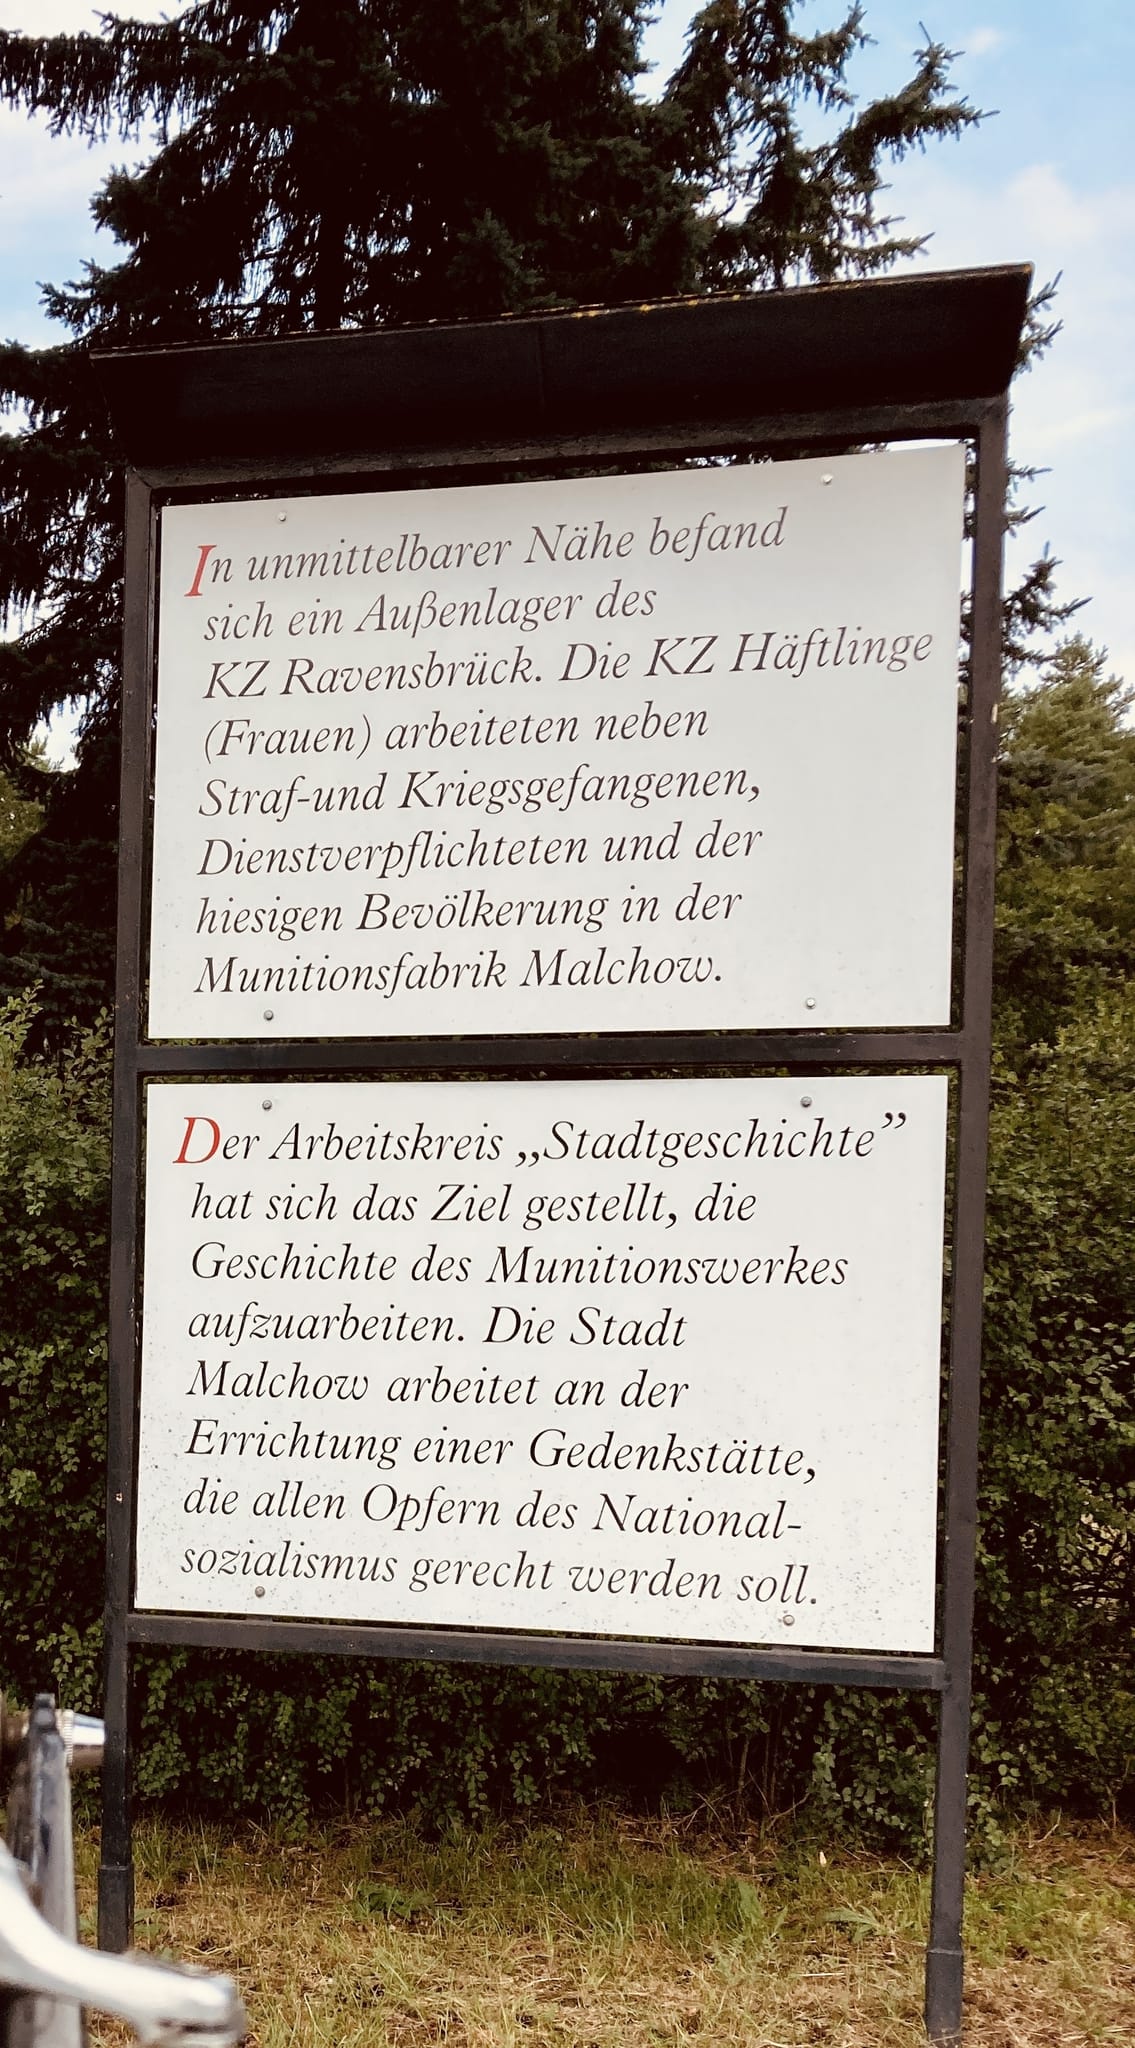 In unmittelbarer Nähe befand
sich ein Außenlager des
KZ Ravensbrück. Die KZ Häftlinge
(Frauen) arbeiteten neben
Straf-und Kriegsgefangenen,
Dienstverpflichteten und der
hiesigen Bevölkerung in der
Munitionsfabrik Malchow.
Der Arbeitskreis „Stadtgeschichte”
hat sich das Ziel gestellt, die
Geschichte des Munitionswerkes
aufzuarbeiten. Die Stadt
Malchow arbeitet an der
Errichtung einer Gedenkstätte,
die allen Opfern des National-
sozialismus gerecht werden soll.